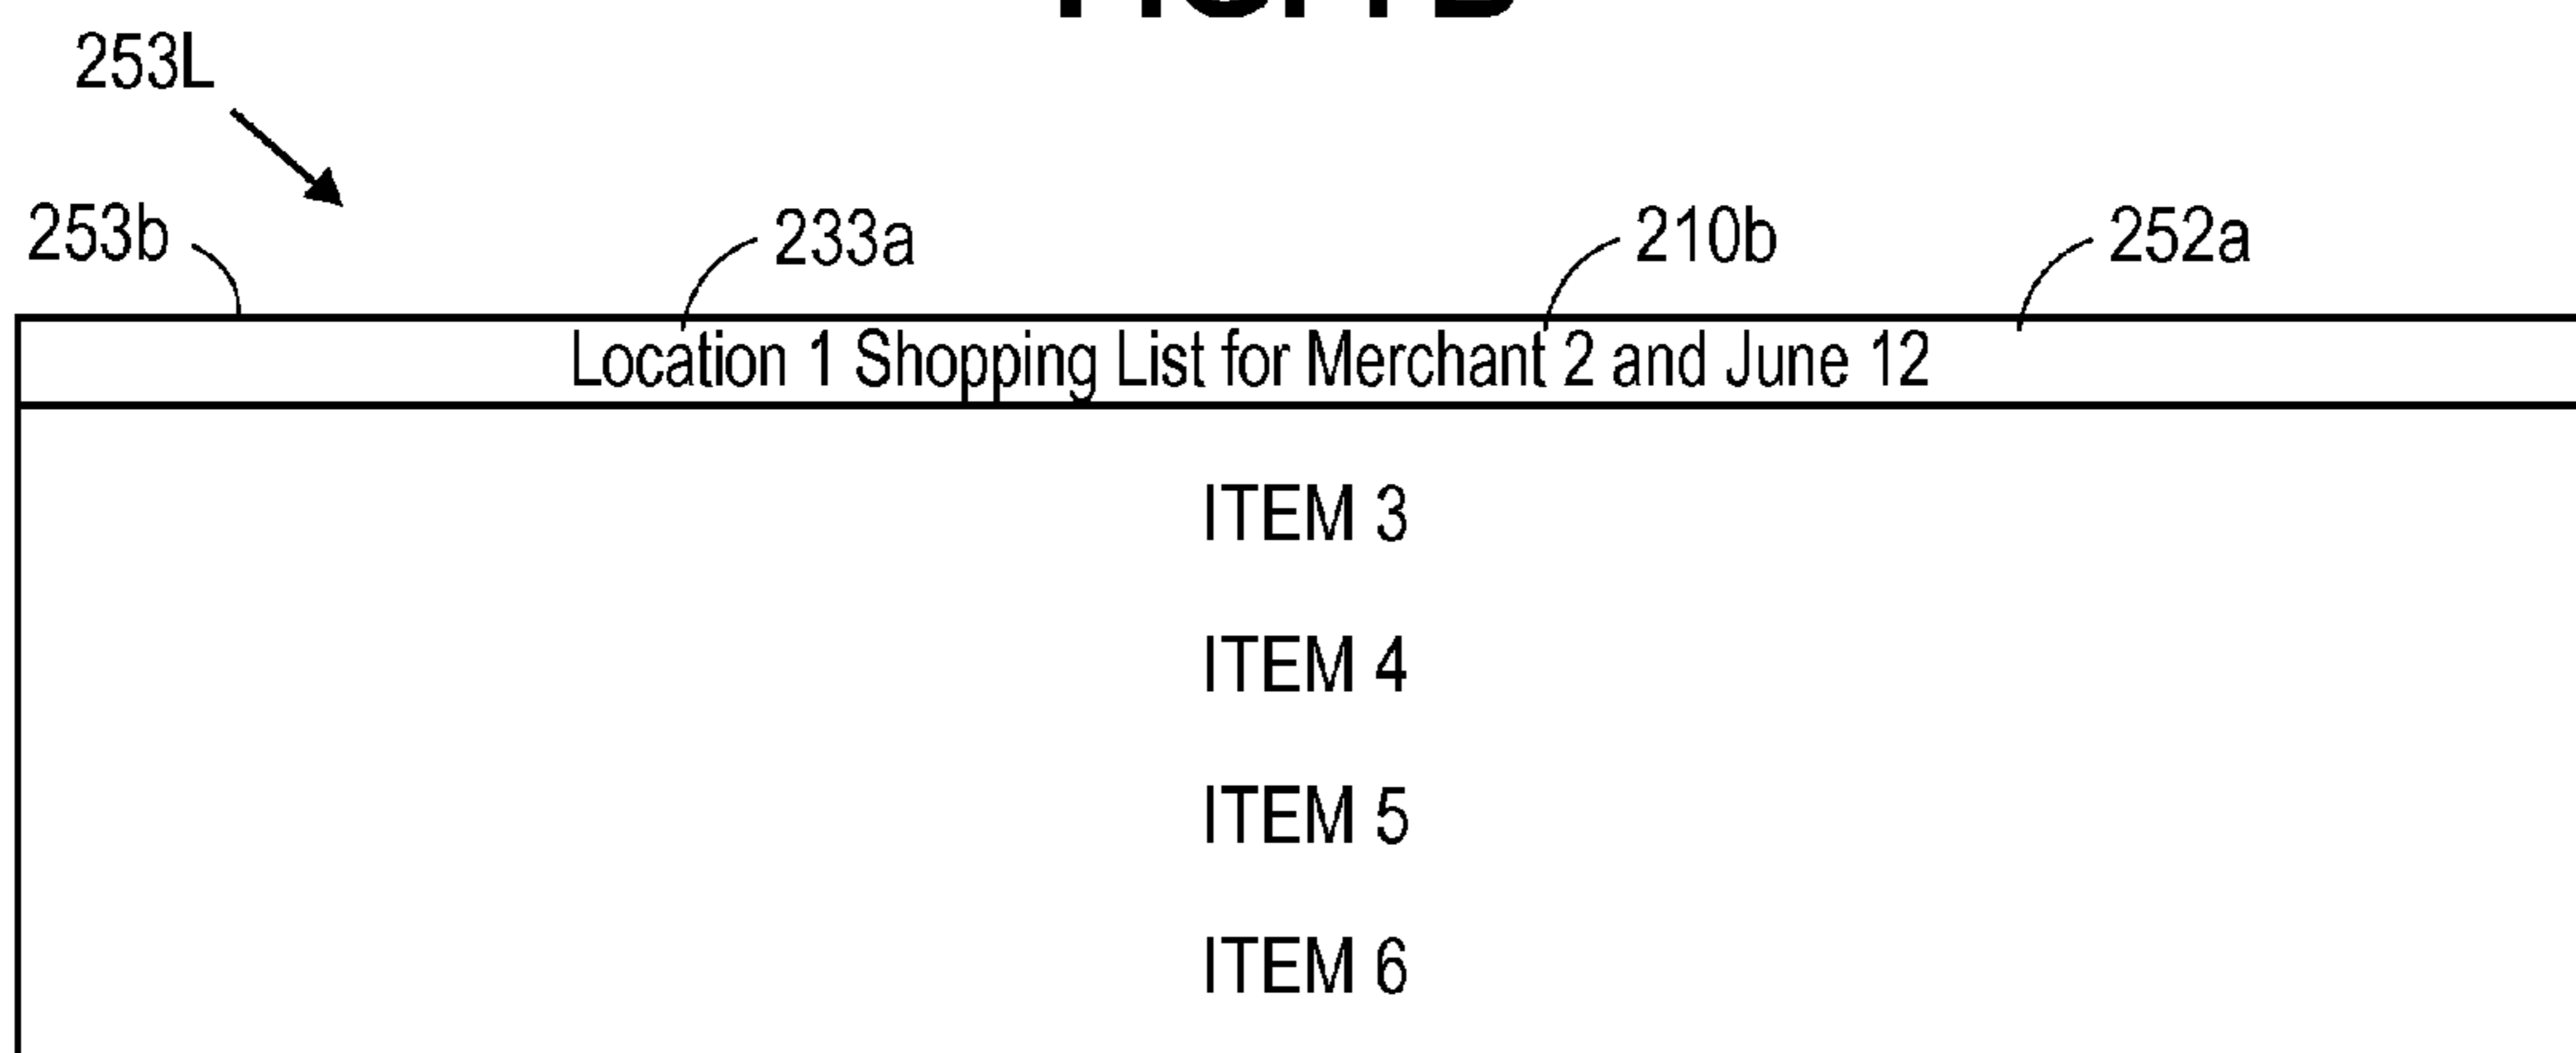 253L
253b 233a 210b 252a
Location 1 Shopping List for Merchant 2 and June 12
ITEM 3
ITEM 4
ITEM 5
ITEM 6